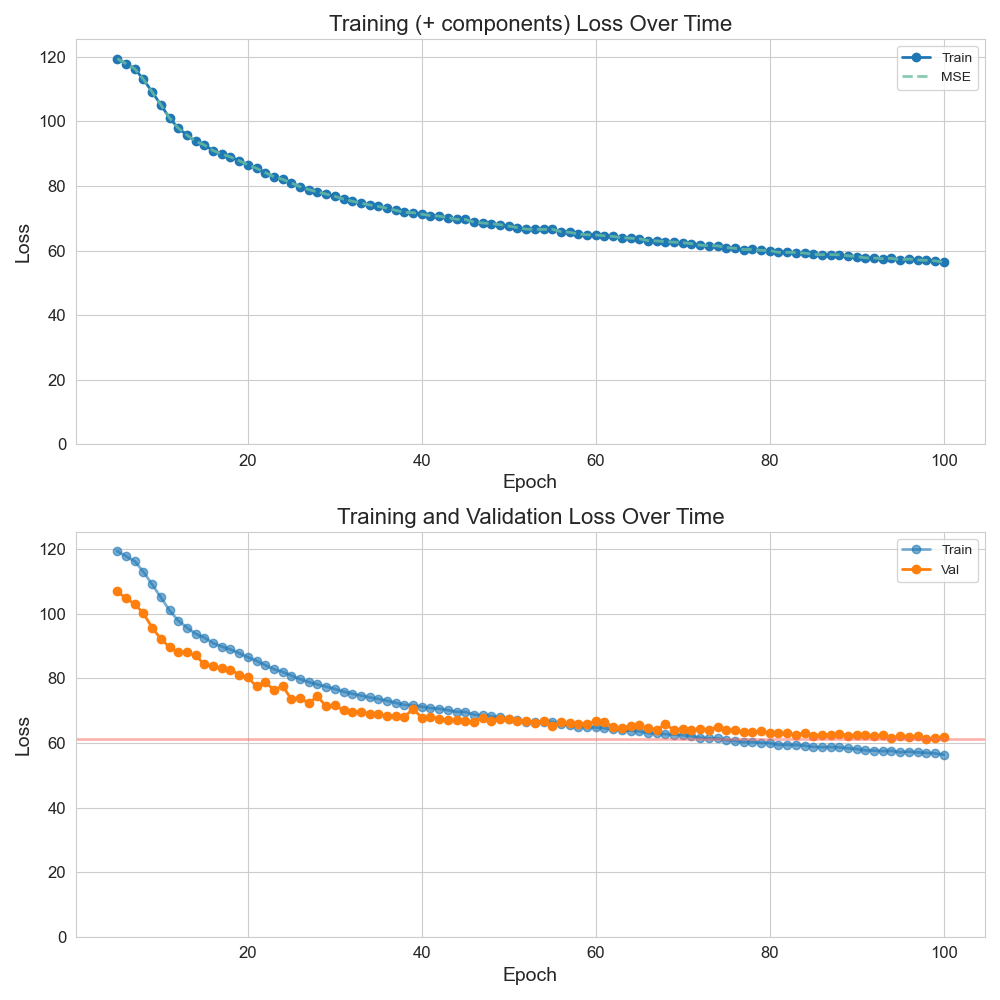 Training (+ components) Loss Over Time
Train
MSE
Loss
120
100
80
60
40
20
0
20 40 60 80 100
Epoch
Training and Validation Loss Over Time
Train
Val
Loss
120
100
80
60
40
20
0
20 40 60 80 100
Epoch